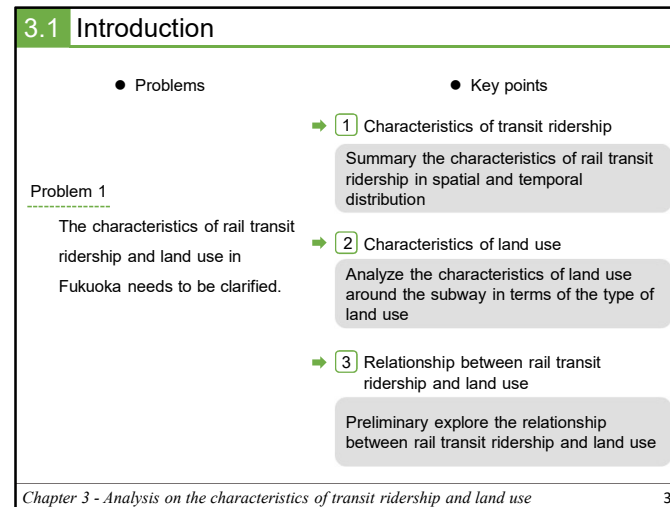 3.1 Introduction
● Problems
Problem 1
The characteristics of rail transit
ridership and land use in
Fukuoka needs to be clarified.
● Key points
1 Characteristics of transit ridership
Summary the characteristics of rail transit
ridership in spatial and temporal
distribution
2 Characteristics of land use
Analyze the characteristics of land use
around the subway in terms of the type of
land use
3 Relationship between rail transit
ridership and land use
Preliminary explore the relationship
between rail transit ridership and land use
Chapter 3 - Analysis on the characteristics of transit ridership and land use 3